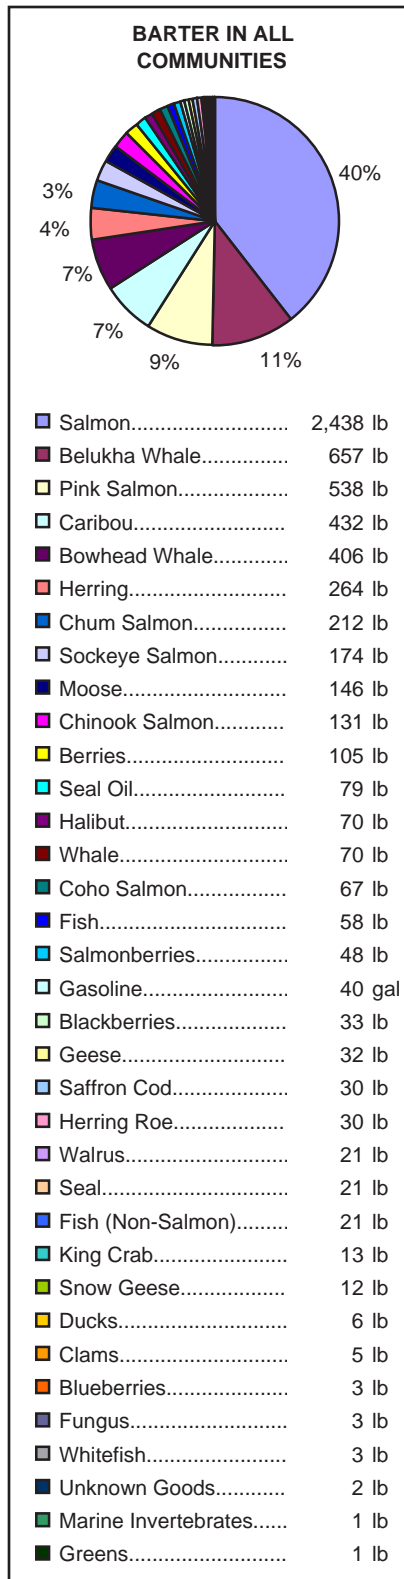 BARTER IN ALL
COMMUNITIES
40%
3%
4%
7%
7%
9%
11%
Salmon.......................... 2,438 lb
Belukha Whale.............. 657 lb
Pink Salmon.................. 538 lb
Caribou......................... 432 lb
Bowhead Whale............ 406 lb
Herring.......................... 264 lb
Chum Salmon............... 212 lb
Sockeye Salmon........... 174 lb
Moose........................... 146 lb
Chinook Salmon........... 131 lb
Berries.......................... 105 lb
Seal Oil......................... 79 lb
Halibut.......................... 70 lb
Whale............................ 70 lb
Coho Salmon................ 67 lb
Fish............................... 58 lb
Salmonberries.............. 48 lb
Gasoline....................... 40 gal
Blackberries.................. 33 lb
Geese........................... 32 lb
Saffron Cod.................. 30 lb
Herring Roe.................. 30 lb
Walrus.......................... 21 lb
Seal.............................. 21 lb
Fish (Non-Salmon)........ 21 lb
King Crab..................... 13 lb
Snow Geese................. 12 lb
Ducks........................... 6 lb
Clams........................... 5 lb
Blueberries................... 3 lb
Fungus......................... 3 lb
Whitefish...................... 3 lb
Unknown Goods........... 2 lb
Marine Invertebrates..... 1 lb
Greens......................... 1 lb